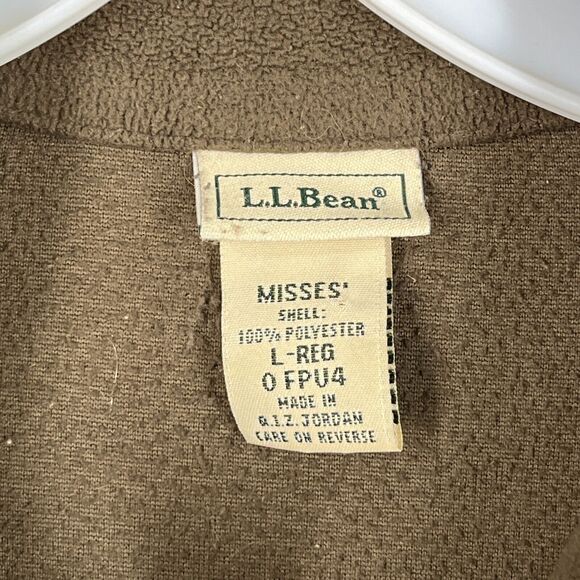 L.L.Bean®
MISSES'
SHELL:
100% POLYESTER
L-REG
0 FPU4
MADE IN
Q.I.Z. JORDAN
CARE ON REVERSE